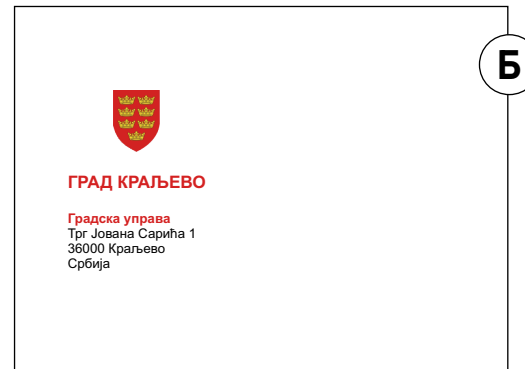 Б
ГРАД КРАЉЕВО
Градска управа
Трг Јована Сарића 1
36000 Краљево
Србија